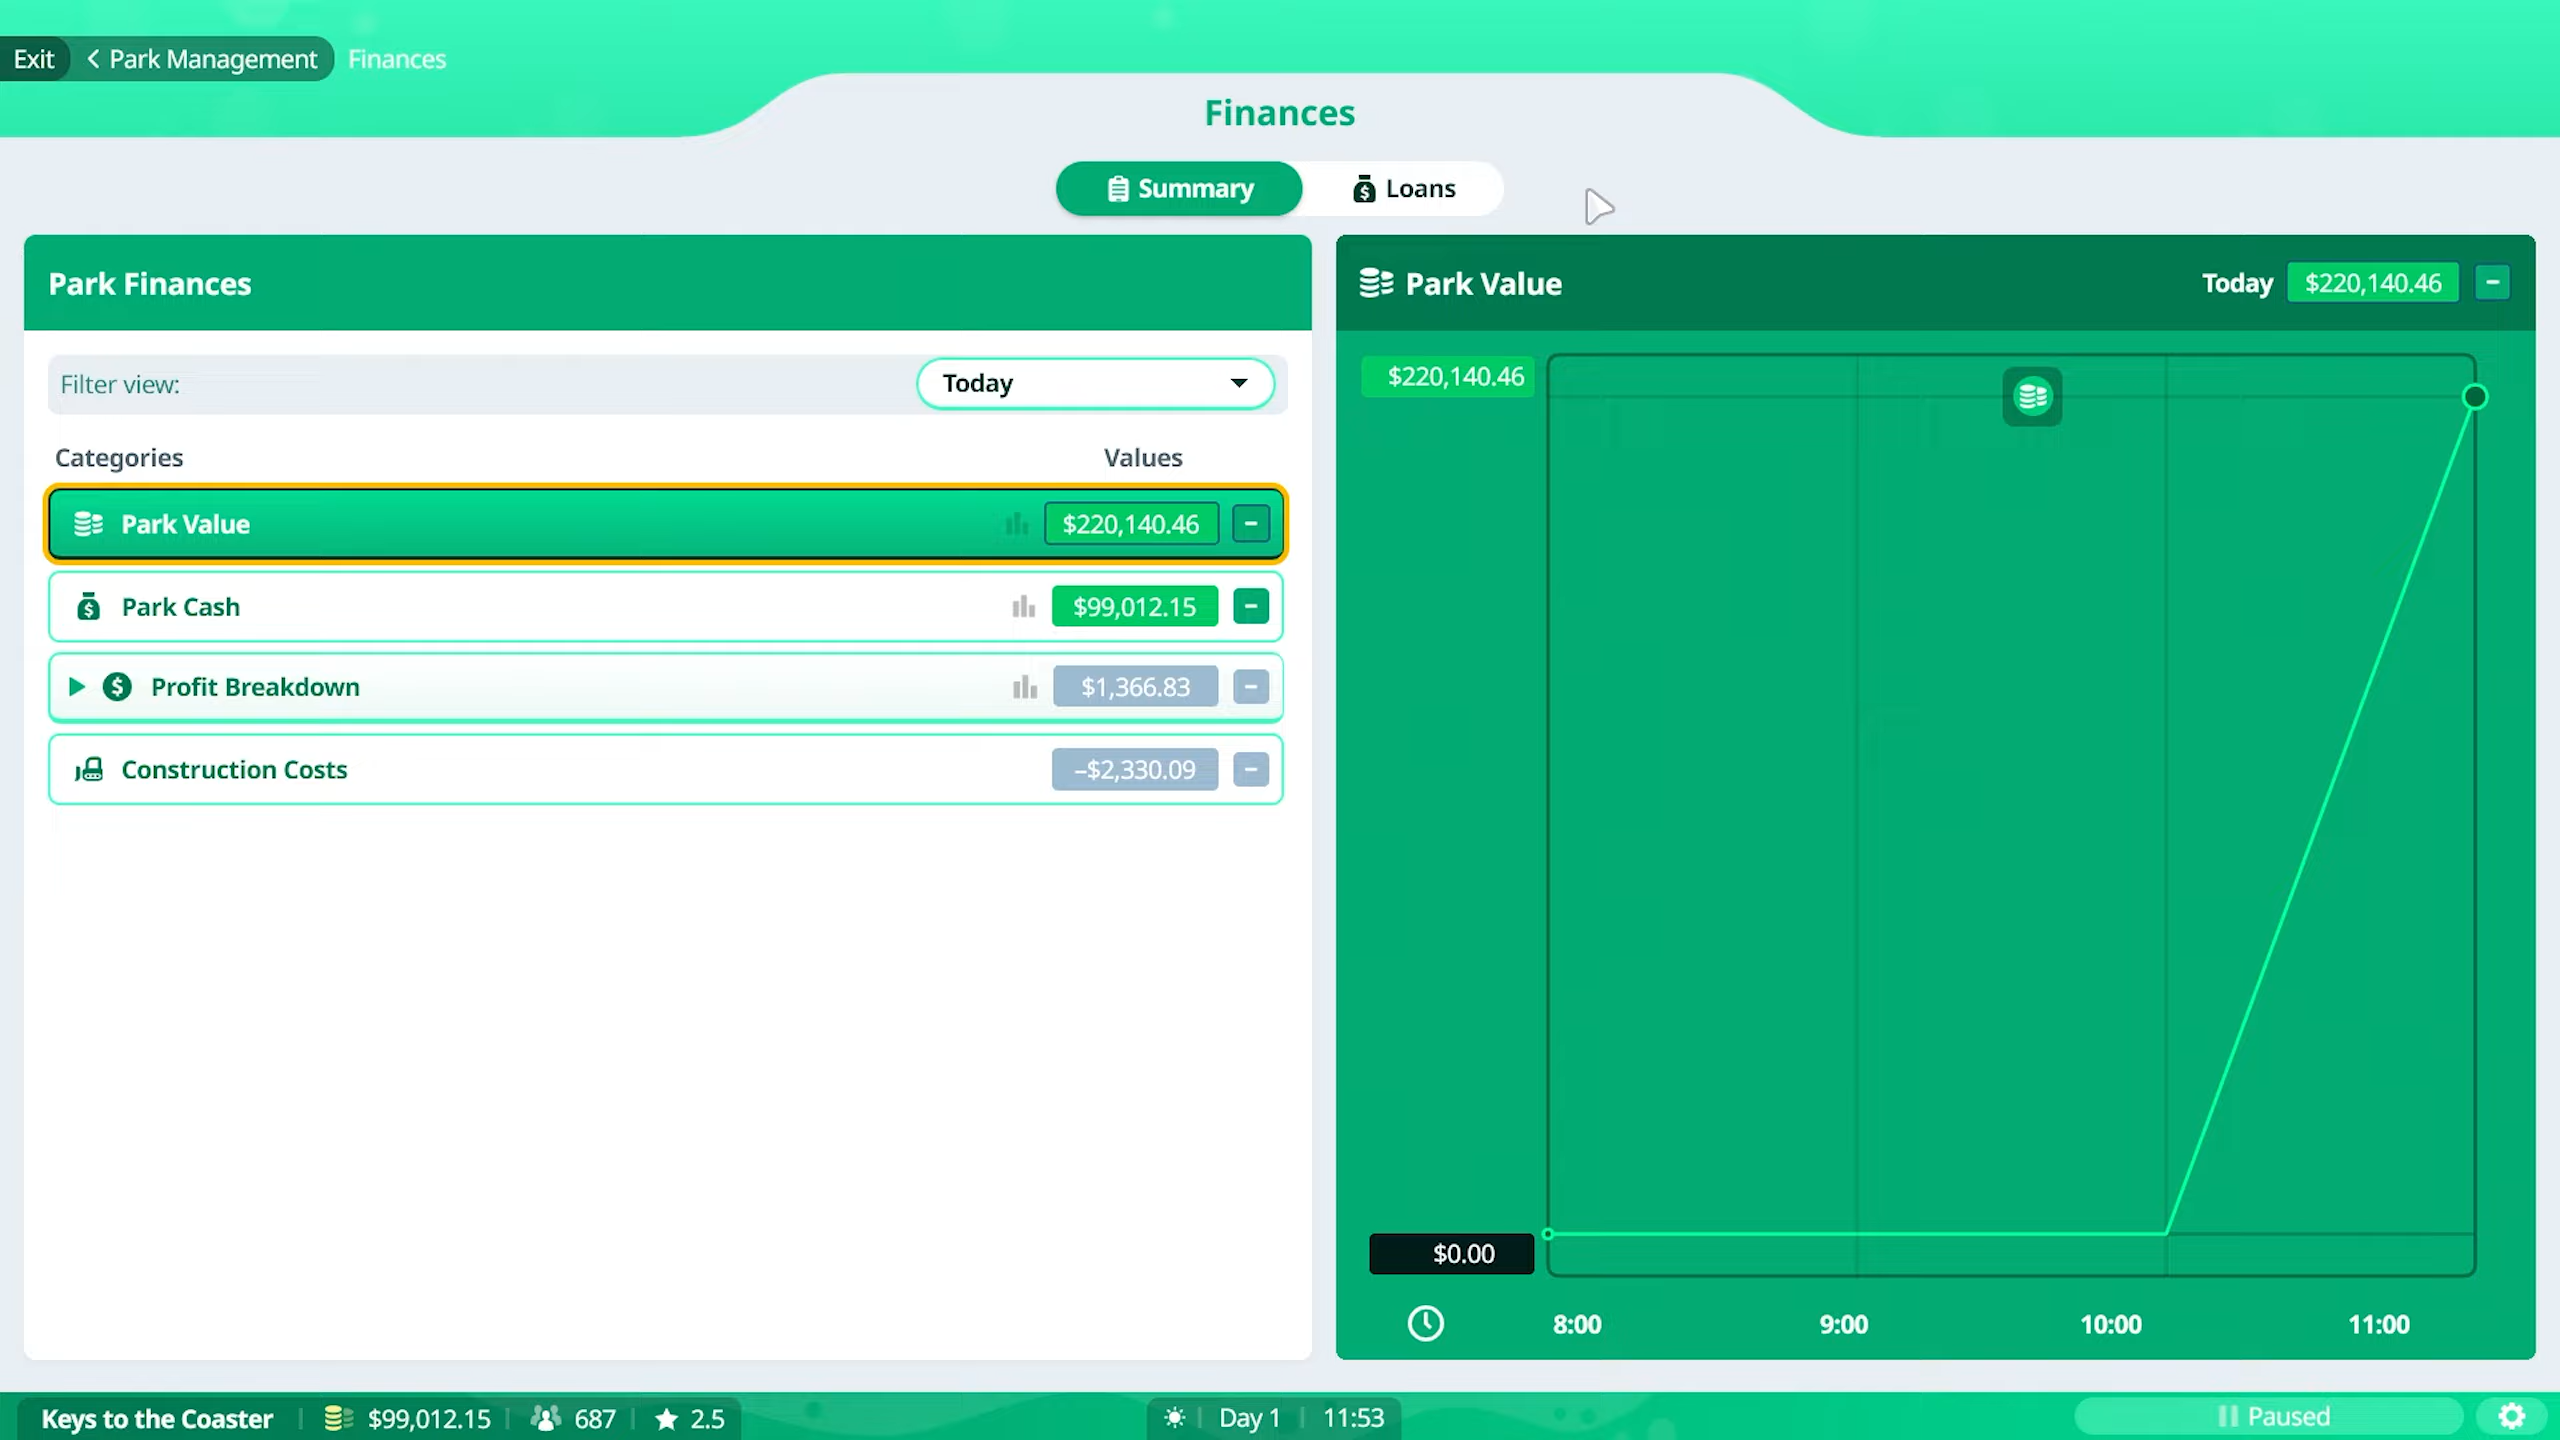 Exit Park Management Finances
Finances
Summary Loans
Park Finances
Filter view: Today
Categories Values
Park Value $220,140.46 –
Park Cash $99,012.15 –
Profit Breakdown $1,366.83 –
Construction Costs –$2,330.09 –
Park Value Today $220,140.46 –
$220,140.46
$0.00
8:00 9:00 10:00 11:00
Keys to the Coaster $99,012.15 687 2.5 Day 1 11:53 Paused